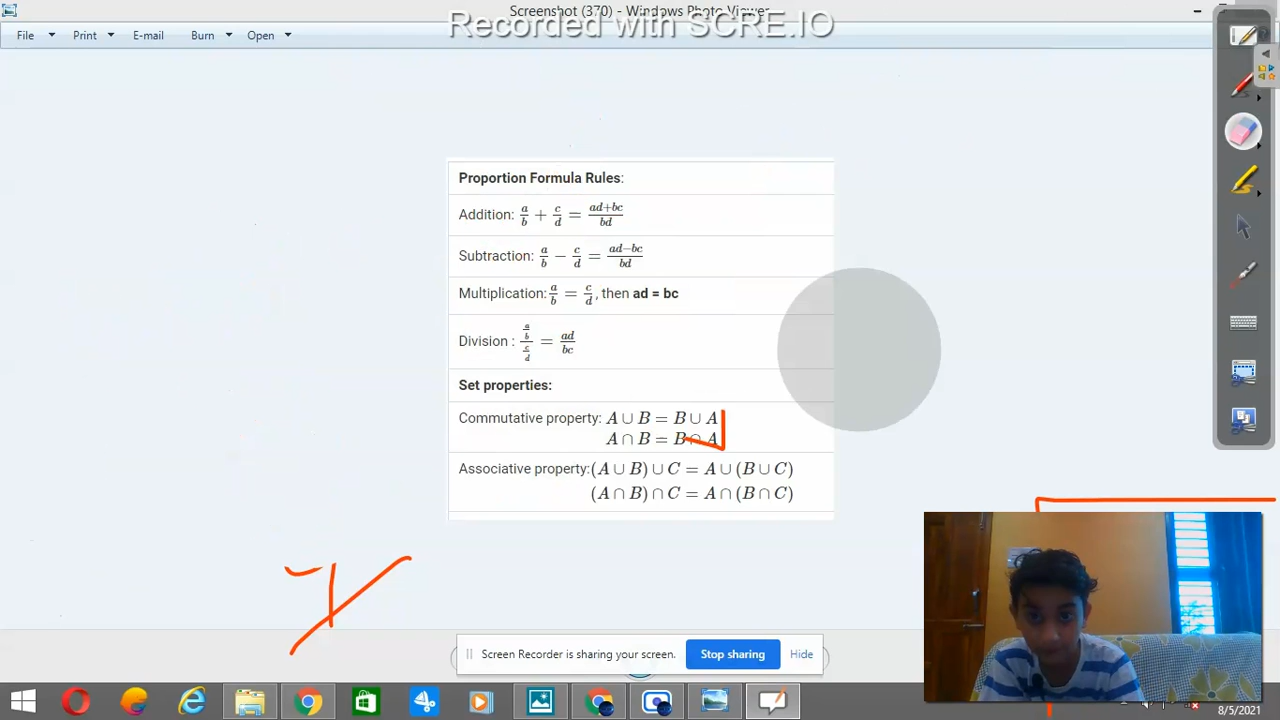 Screenshot (370) - Windows Photo Viewer
Recorded with SCRE.IO
File Print E-mail Burn Open
Proportion Formula Rules:
Addition: a/b + c/d = ad+bc/bd
Subtraction: a/b − c/d = ad−bc/bd
Multiplication: a/b = c/d, then ad = bc
Division : a/b / c/d = ad/bc
Set properties:
Commutative property: A ∪ B = B ∪ A
A ∩ B = B ∩ A
Associative property: (A ∪ B) ∪ C = A ∪ (B ∪ C)
(A ∩ B) ∩ C = A ∩ (B ∩ C)
Screen Recorder is sharing your screen. Stop sharing Hide
8/5/2021